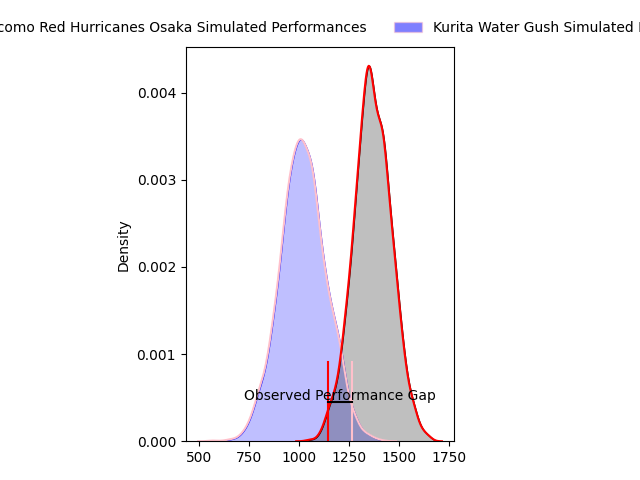 Red Hurricanes Osaka Simulated Performances
Kurita Water Gush Simulated
0.004
0.003
0.002
0.001
0.000
Density
Observed Performance Gap
500 750 1000 1250 1500 1750